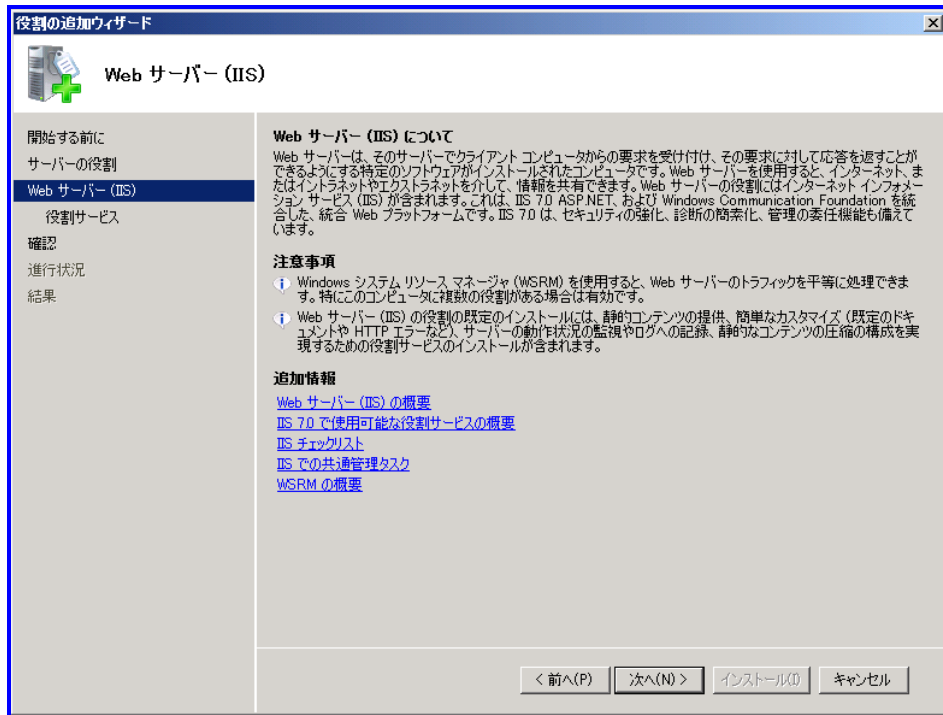 役割の追加ウィザード
Web サーバー (IIS)
開始する前に
サーバーの役割
Web サーバー (IIS)
役割サービス
確認
進行状況
結果
Web サーバー (IIS) について
Web サーバーは、そのサーバーでクライアント コンピュータからの要求を受け付け、その要求に対して応答を返すことが
できるようにする特定のソフトウェアがインストールされたコンピュータです。Web サーバーを使用すると、インターネット、ま
たはイントラネットやエクストラネットを介して、情報を共有できます。Web サーバーの役割にはインターネット インフォメー
ション サービス (IIS) が含まれます。これは、IIS 7.0 ASP.NET、および Windows Communication Foundation を統
合した、統合 Web プラットフォームです。IIS 7.0 は、セキュリティの強化、診断の簡素化、管理の委任機能も備えて
います。
注意事項
Windows システム リソース マネージャ (WSRM) を使用すると、Web サーバーのトラフィックを平等に処理できま
す。特にこのコンピュータに複数の役割がある場合は有効です。
Web サーバー (IIS) の役割の既定のインストールには、静的コンテンツの提供、簡単なカスタマイズ (既定のドキ
ュメントや HTTP エラーなど)、サーバーの動作状況の監視やログへの記録、静的なコンテンツの圧縮の構成を実
現するための役割サービスのインストールが含まれます。
追加情報
Web サーバー (IIS) の概要
IIS 7.0 で使用可能な役割サービスの概要
IIS チェックリスト
IIS での共通管理タスク
WSRM の概要
< 前へ(P)
次へ(N) >
インストール(I)
キャンセル